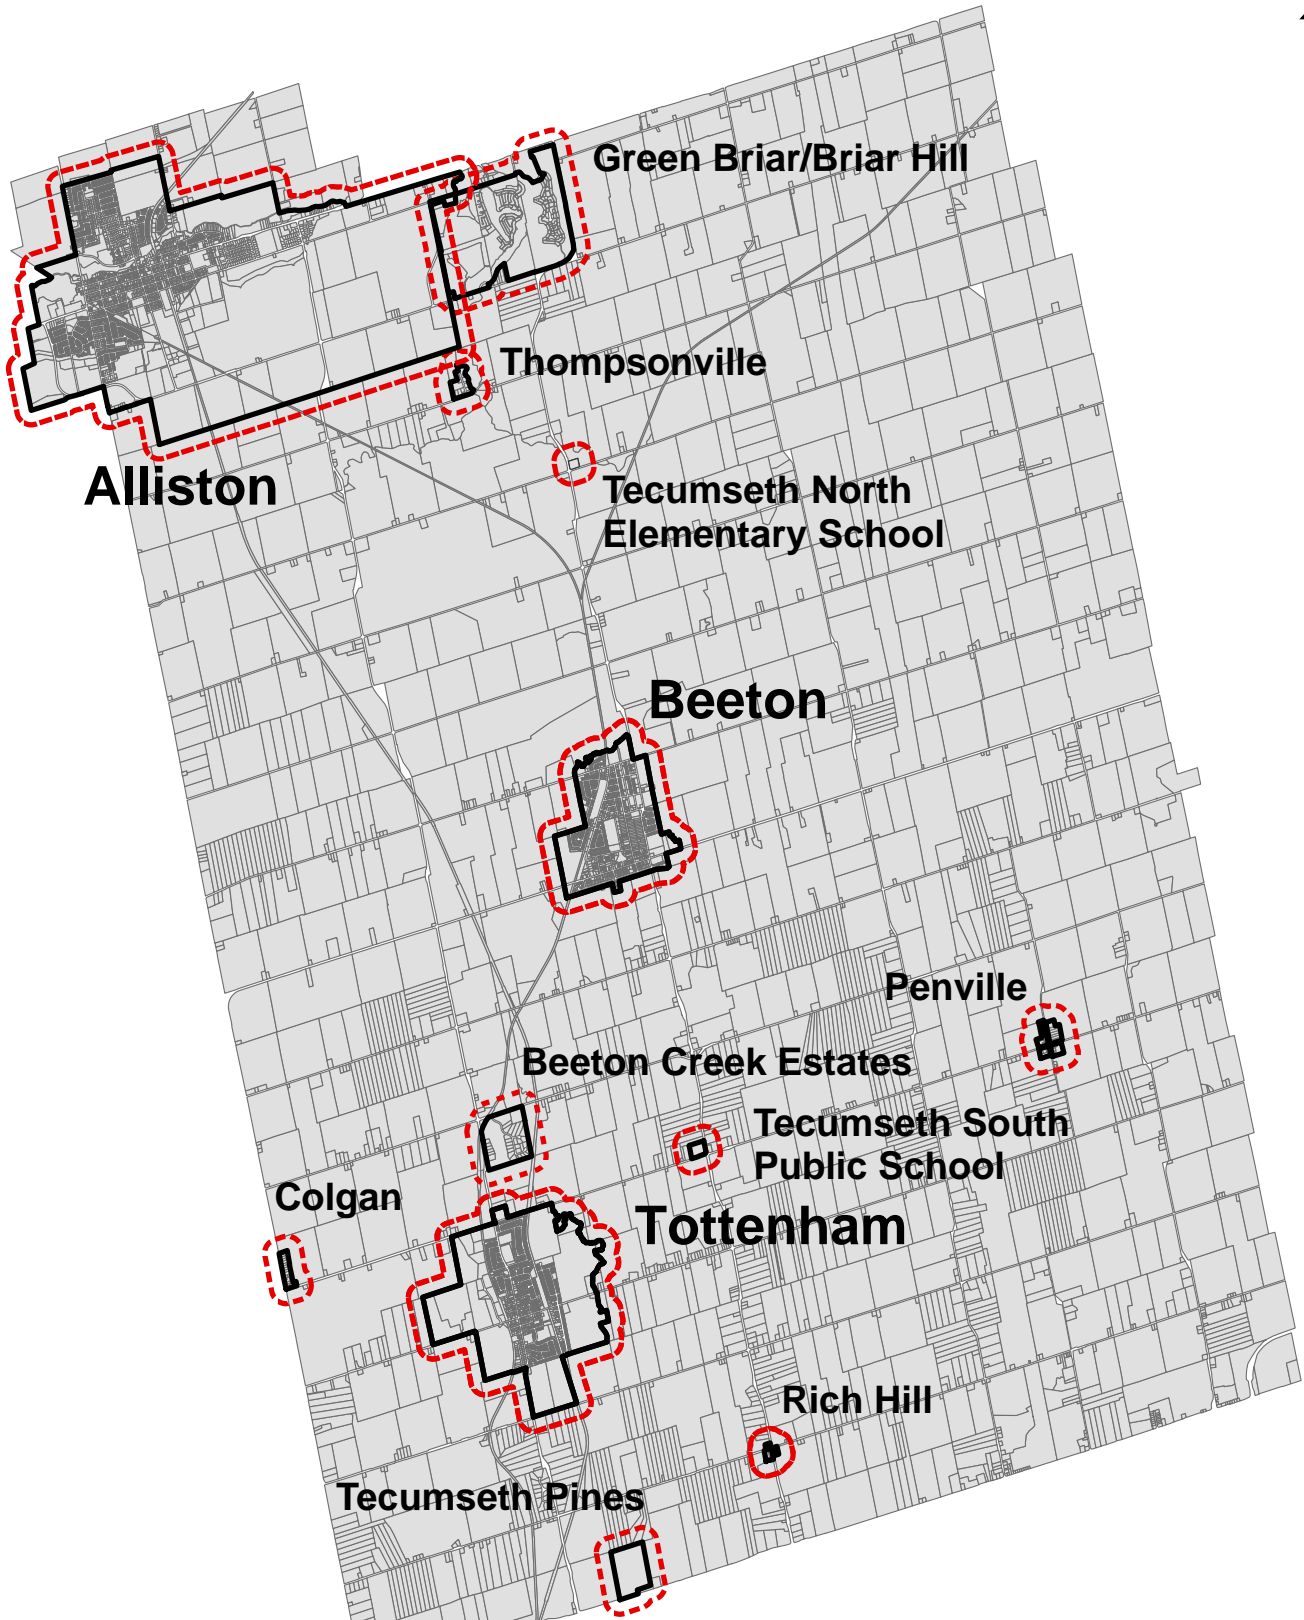 Green Briar/Briar Hill
Thompsonville
Alliston
Tecumseth North
Elementary School
Beeton
Penville
Beeton Creek Estates
Tecumseth South
Public School
Colgan
Tottenham
Rich Hill
Tecumseth Pines